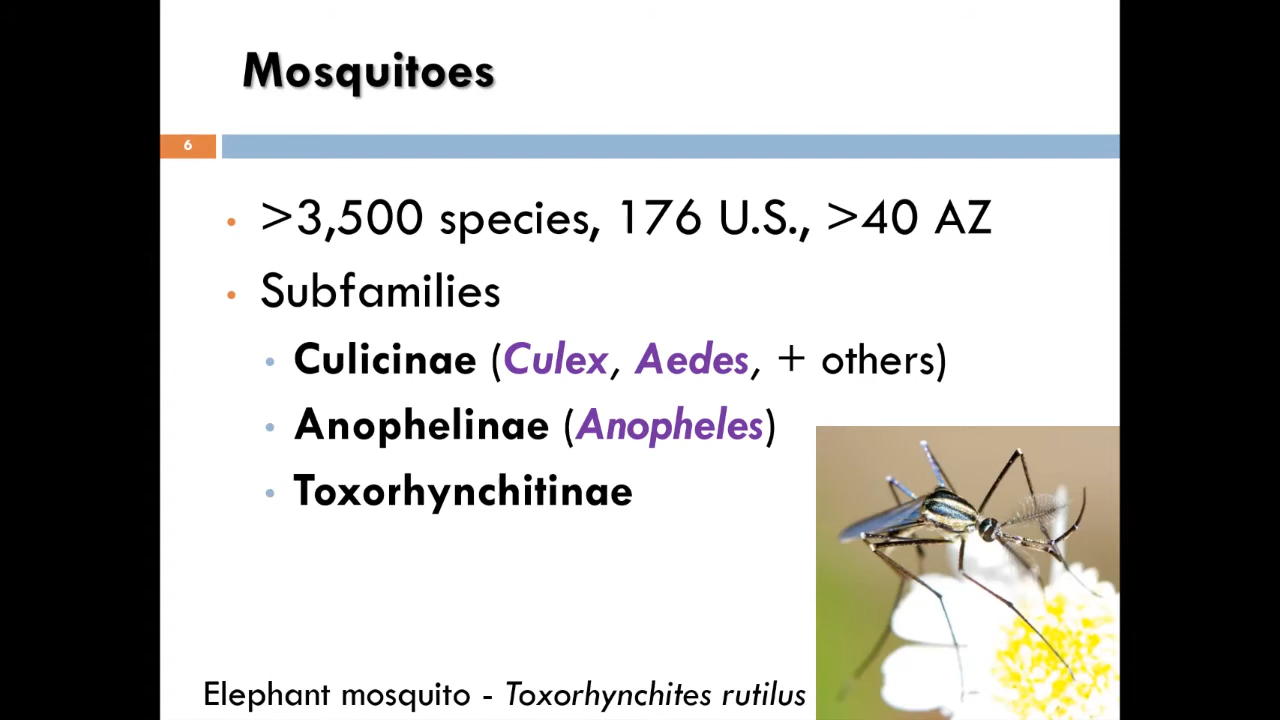 Mosquitoes
6
• >3,500 species, 176 U.S., >40 AZ
• Subfamilies
• Culicinae (Culex, Aedes, + others)
• Anophelinae (Anopheles)
• Toxorhynchitinae
Elephant mosquito - Toxorhynchites rutilus